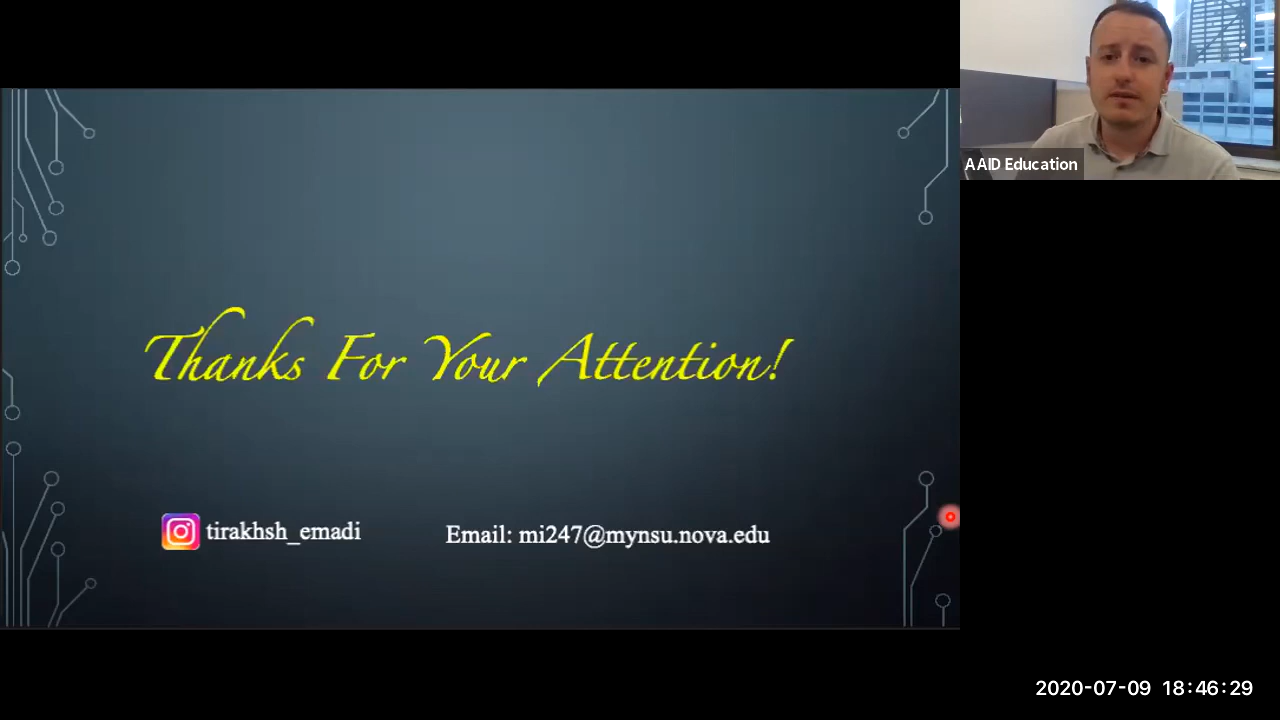 AAID Education
Thanks For Your Attention!
tirakhsh_emadi
Email: mi247@mynsu.nova.edu
2020-07-09 18:46:29